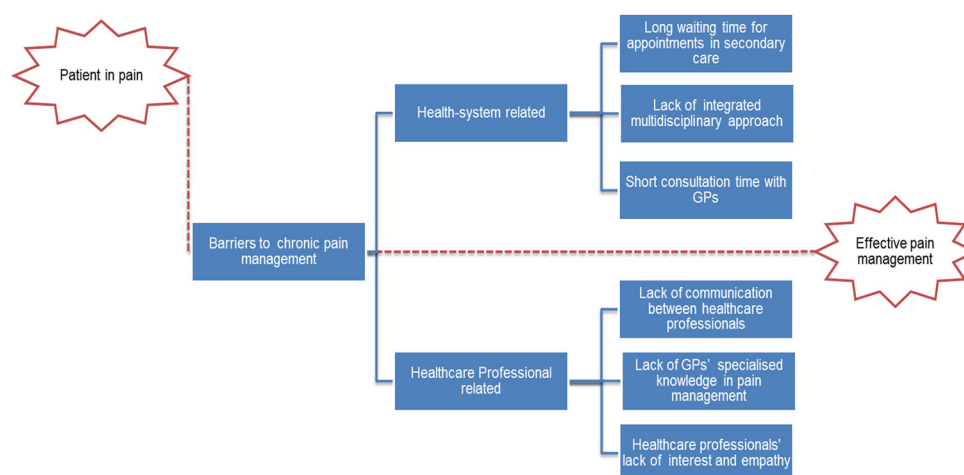 Patient in pain
Barriers to chronic pain
management
Health-system related
Long waiting time for
appointments in secondary
care
Lack of integrated
multidisciplinary approach
Short consultation time with
GPs
Effective pain
management
Healthcare Professional
related
Lack of communication
between healthcare
professionals
Lack of GPs' specialised
knowledge in pain
management
Healthcare professionals'
lack of interest and empathy